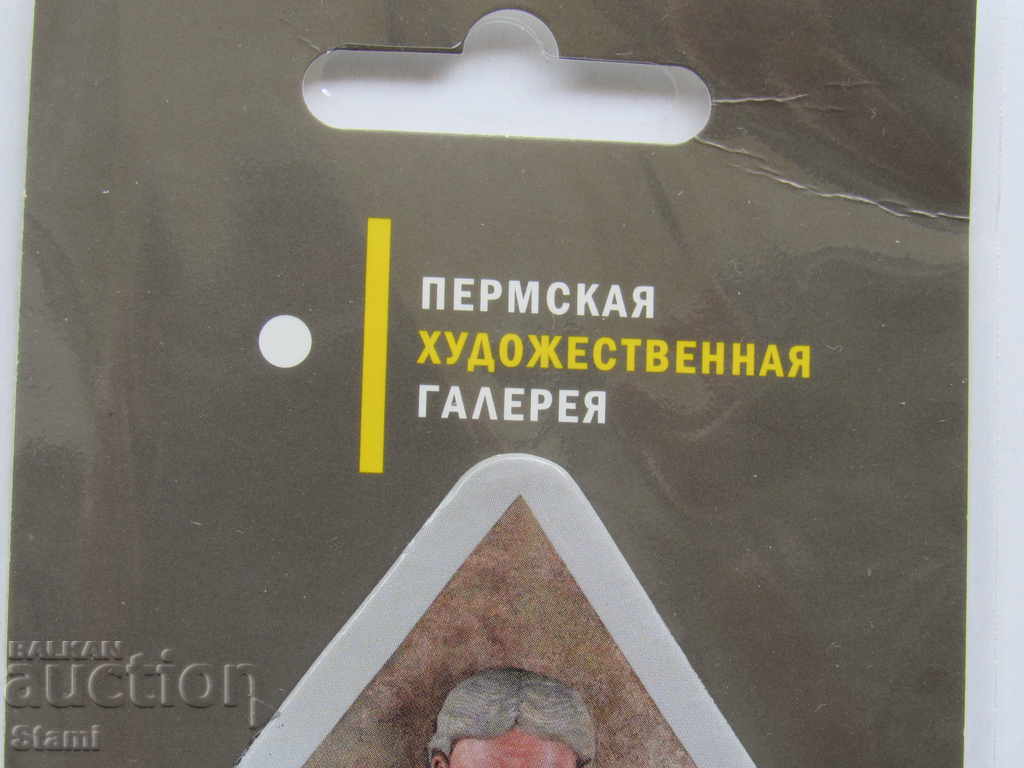 ПЕРМСКАЯ
ХУДОЖЕСТВЕННАЯ
ГАЛЕРЕЯ
BALKAN
auction
Stami